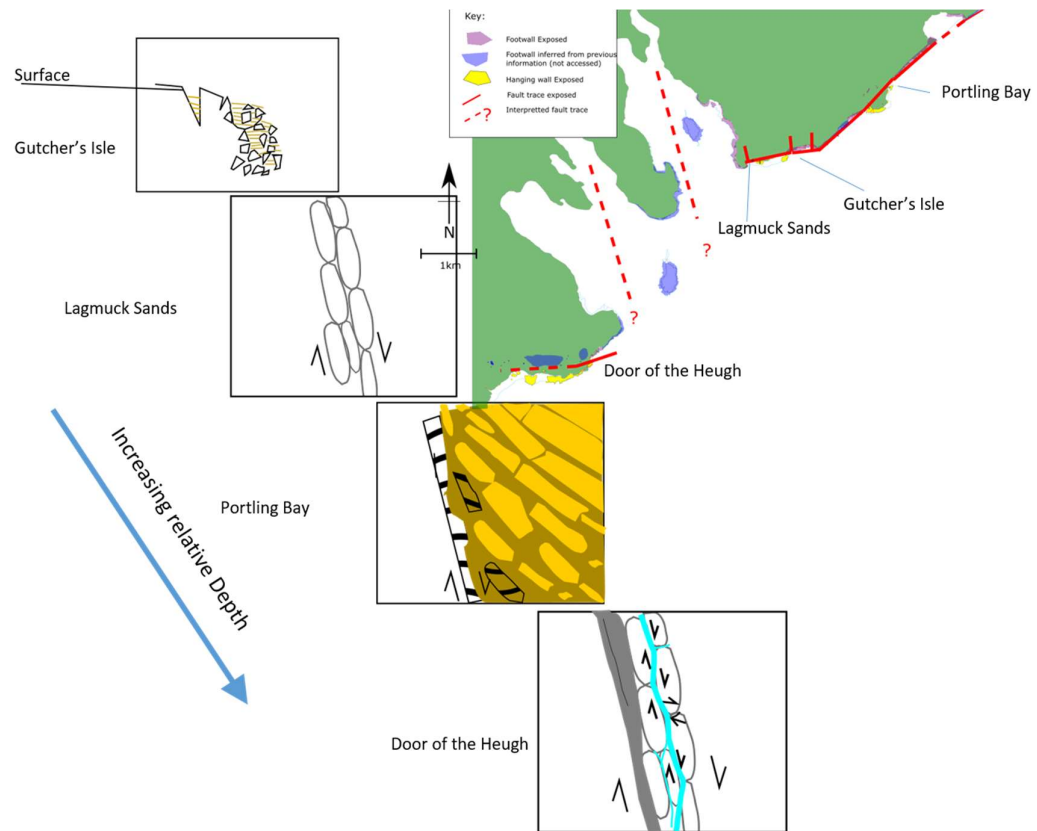 Key:
Footwall Exposed
Footwall inferred from previous
information (not accessed)
Hanging wall Exposed
Fault trace exposed
Interpretted fault trace
?
Surface
Gutcher's Isle
Portling Bay
Gutcher's Isle
Lagmuck Sands
N
1km
?
?
Lagmuck Sands
Door of the Heugh
Increasing relative Depth
Portling Bay
Door of the Heugh